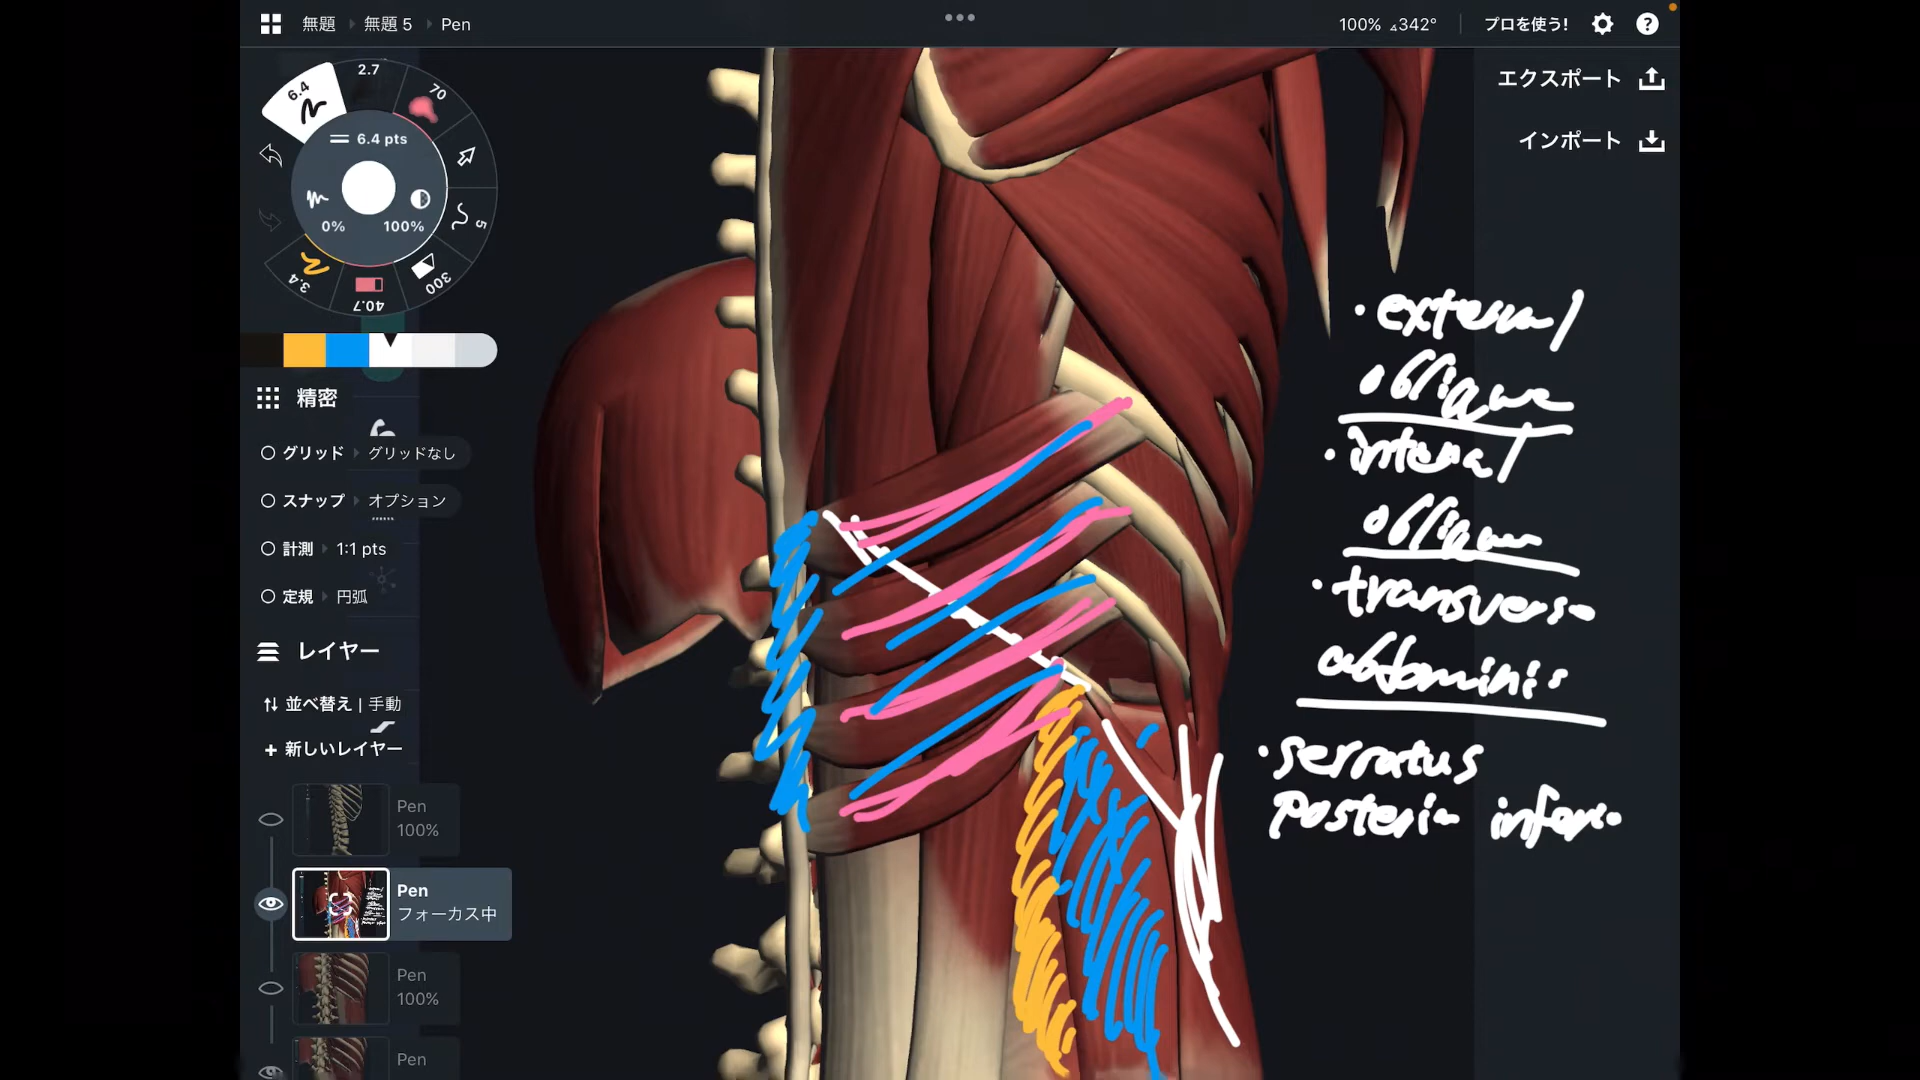 無題 無題 5 Pen
100% ⊿342° プロを使う! ?
エクスポート
インポート
2.7
6.4
70
6.4 pts
0% 100%
5
300
40.7
3.4
精密
グリッド グリッドなし
スナップ オプション
計測 1:1 pts
定規 円弧
レイヤー
並べ替え | 手動
+ 新しいレイヤー
Pen
100%
Pen
フォーカス中
Pen
100%
Pen
・external
oblique
・internal
oblique
・transversus
abdominis
・serratus
posterior inferior